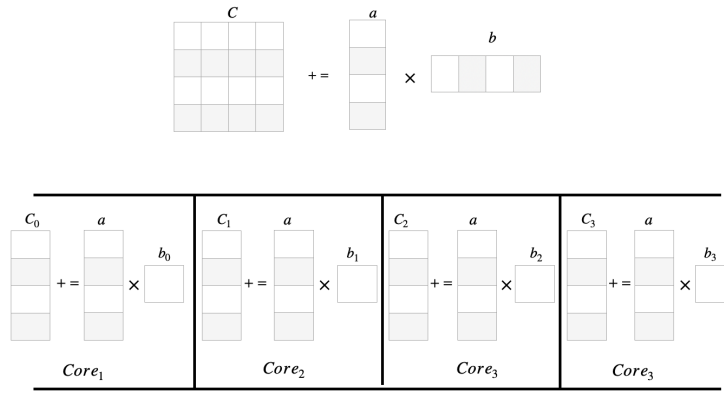 C a
b
+ = ×
C₀ a C₁ a C₂ a C₃ a
b₀ b₁ b₂ b₃
+ = × + = × + = × + = ×
Core₁ Core₂ Core₃ Core₃